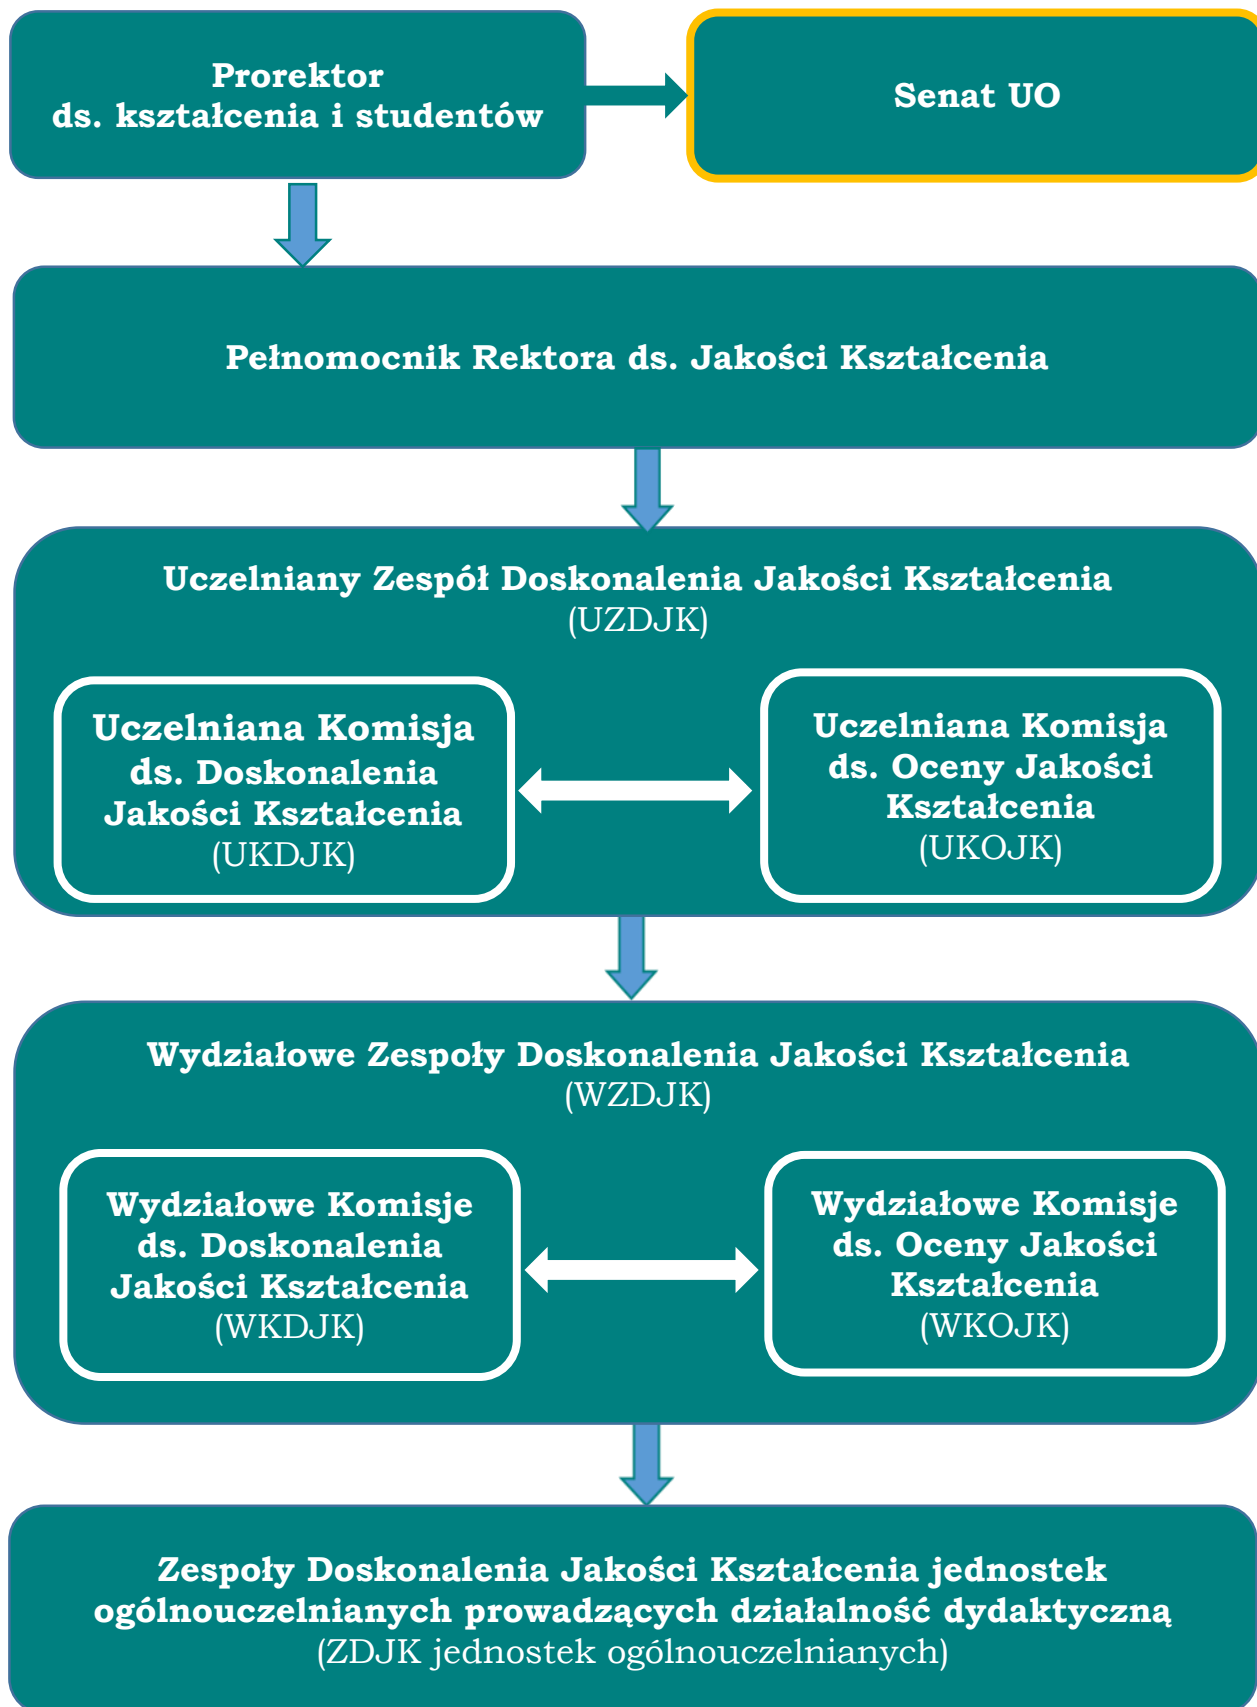 Prorektor
ds. kształcenia i studentów
Senat UO
Pełnomocnik Rektora ds. Jakości Kształcenia
Uczelniany Zespół Doskonalenia Jakości Kształcenia
(UZDJK)
Uczelniana Komisja
ds. Doskonalenia
Jakości Kształcenia
(UKDJK)
Uczelniana Komisja
ds. Oceny Jakości
Kształcenia
(UKOJK)
Wydziałowe Zespoły Doskonalenia Jakości Kształcenia
(WZDJK)
Wydziałowe Komisje
ds. Doskonalenia
Jakości Kształcenia
(WKDJK)
Wydziałowe Komisje
ds. Oceny Jakości
Kształcenia
(WKOJK)
Zespoły Doskonalenia Jakości Kształcenia jednostek
ogólnouczelnianych prowadzących działalność dydaktyczną
(ZDJK jednostek ogólnouczelnianych)